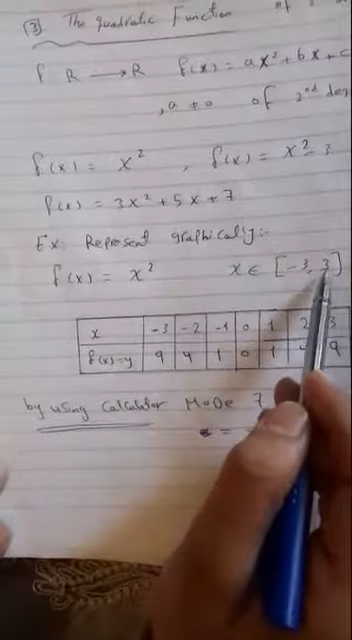 (3). The quadratic Function
f R → R f(x) = ax² + bx + c
, a ≠ 0 of 2nd deg
f(x) = x² , f(x) = x² - 3
f(x) = 3x² + 5x + 7
Ex: Represent graphically:-
f(x) = x² x ∈ [-3, 3]
x -3 -2 -1 0 1 2 3
f(x)=y 9 4 1 0 1 9
by using calculator MODE 7
=